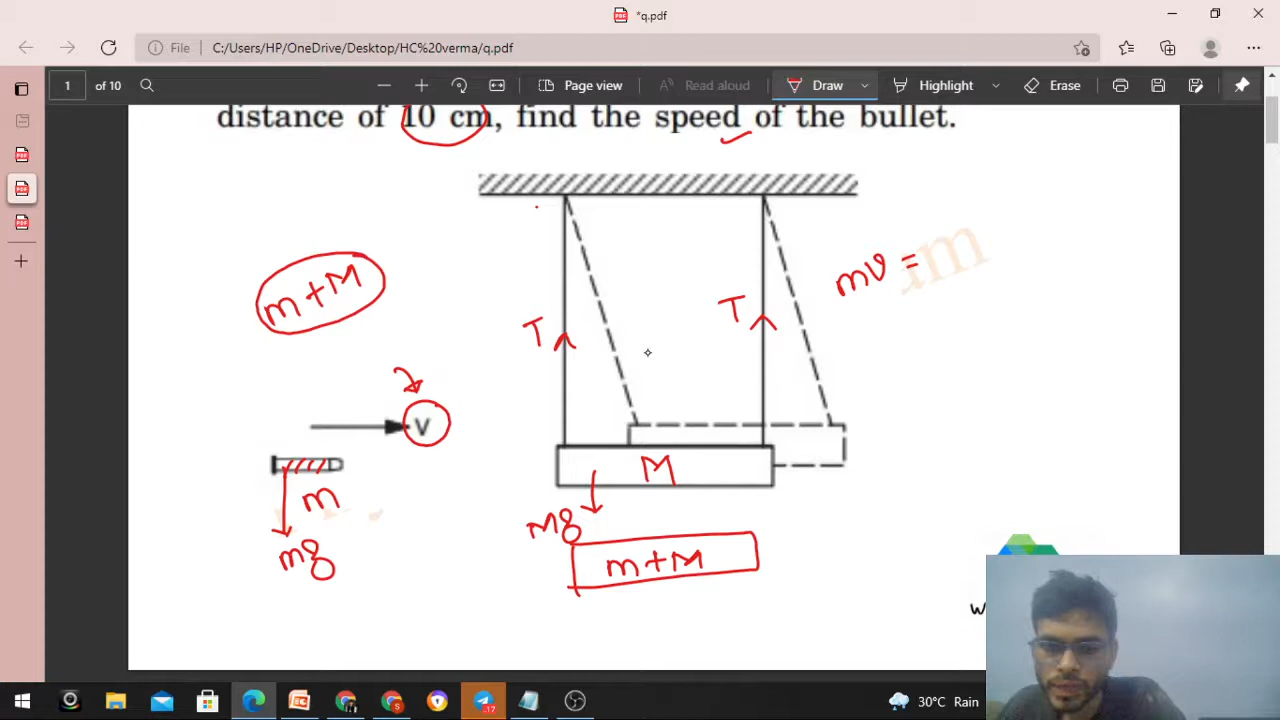 *q.pdf
File C:/Users/HP/OneDrive/Desktop/HC%20verma/q.pdf
1 of 10 Page view Read aloud Draw Highlight Erase
distance of 10 cm, find the speed of the bullet.
m+M
T
T
mv =
m
V
M
m
mg
Mg
m+M
W
17
30°C Rain